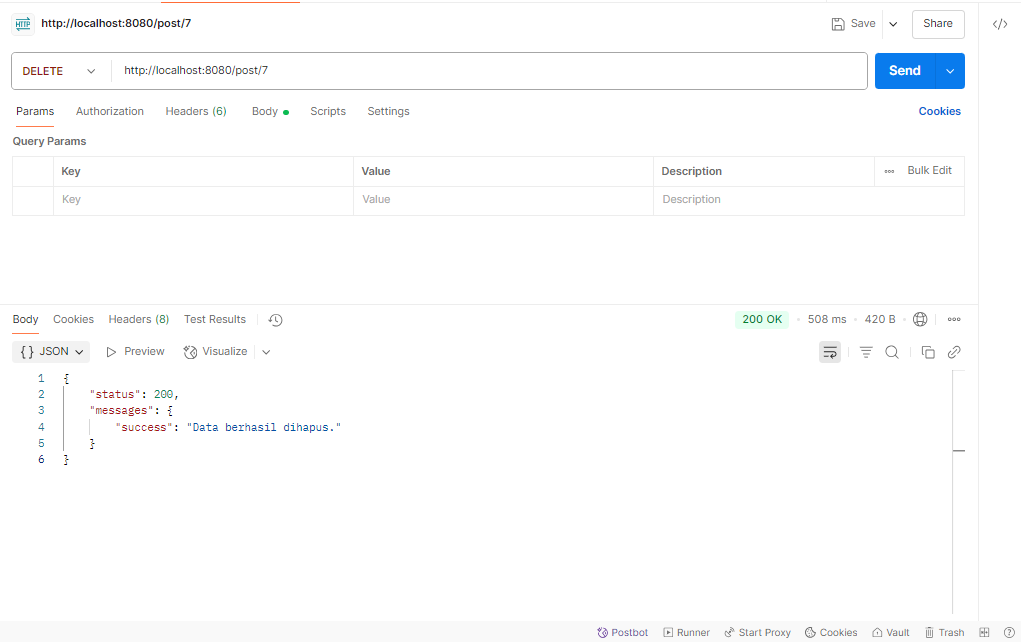 HTTP http://localhost:8080/post/7 Save Share </>
DELETE http://localhost:8080/post/7 Send
Params Authorization Headers (6) Body Scripts Settings Cookies
Query Params
Key Value Description Bulk Edit
Key Value Description
Body Cookies Headers (8) Test Results 200 OK 508 ms 420 B
{} JSON Preview Visualize
1 {
2 "status": 200,
3 "messages": {
4 "success": "Data berhasil dihapus."
5 }
6 }
Postbot Runner Start Proxy Cookies Vault Trash